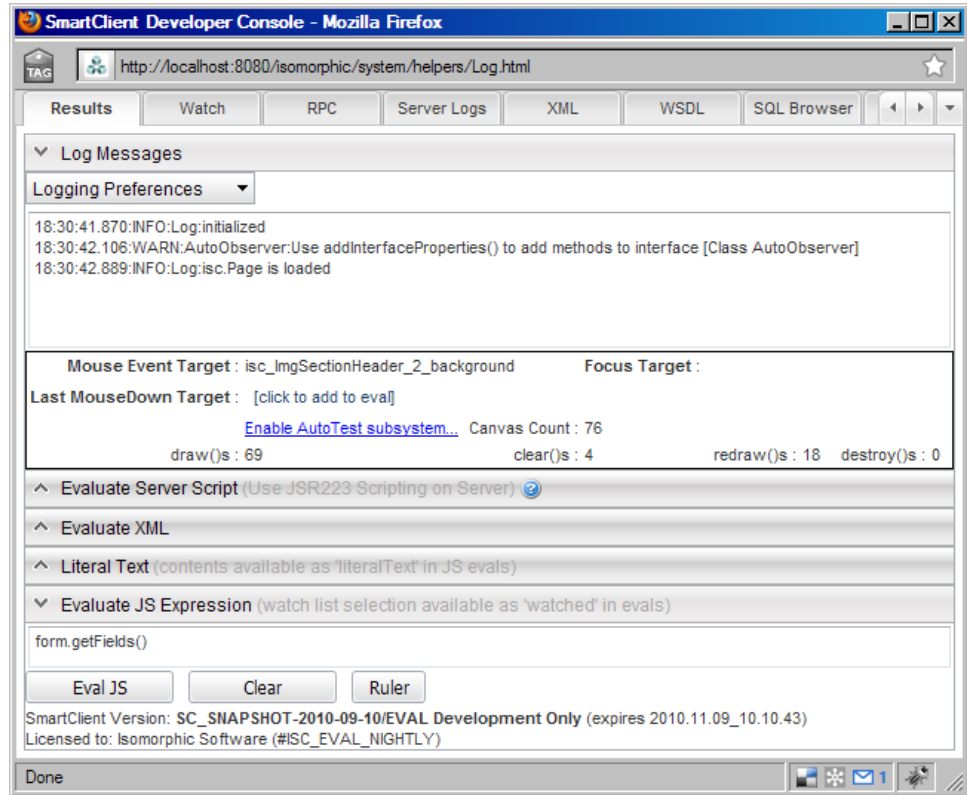 SmartClient Developer Console - Mozilla Firefox
TAG http://localhost:8080/isomorphic/system/helpers/Log.html
Results Watch RPC Server Logs XML WSDL SQL Browser
Log Messages
Logging Preferences
18:30:41.870:INFO:Log:initialized
18:30:42.106:WARN:AutoObserver:Use addInterfaceProperties() to add methods to interface [Class AutoObserver]
18:30:42.889:INFO:Log:isc.Page is loaded
Mouse Event Target : isc_ImgSectionHeader_2_background Focus Target :
Last MouseDown Target : [click to add to eval]
Enable AutoTest subsystem... Canvas Count : 76
draw()s : 69 clear()s : 4 redraw()s : 18 destroy()s : 0
Evaluate Server Script (Use JSR223 Scripting on Server) ?
Evaluate XML
Literal Text (contents available as 'literalText' in JS evals)
Evaluate JS Expression (watch list selection available as 'watched' in evals)
form.getFields()
Eval JS Clear Ruler
SmartClient Version: SC_SNAPSHOT-2010-09-10/EVAL Development Only (expires 2010.11.09_10.10.43)
Licensed to: Isomorphic Software (#ISC_EVAL_NIGHTLY)
Done 1